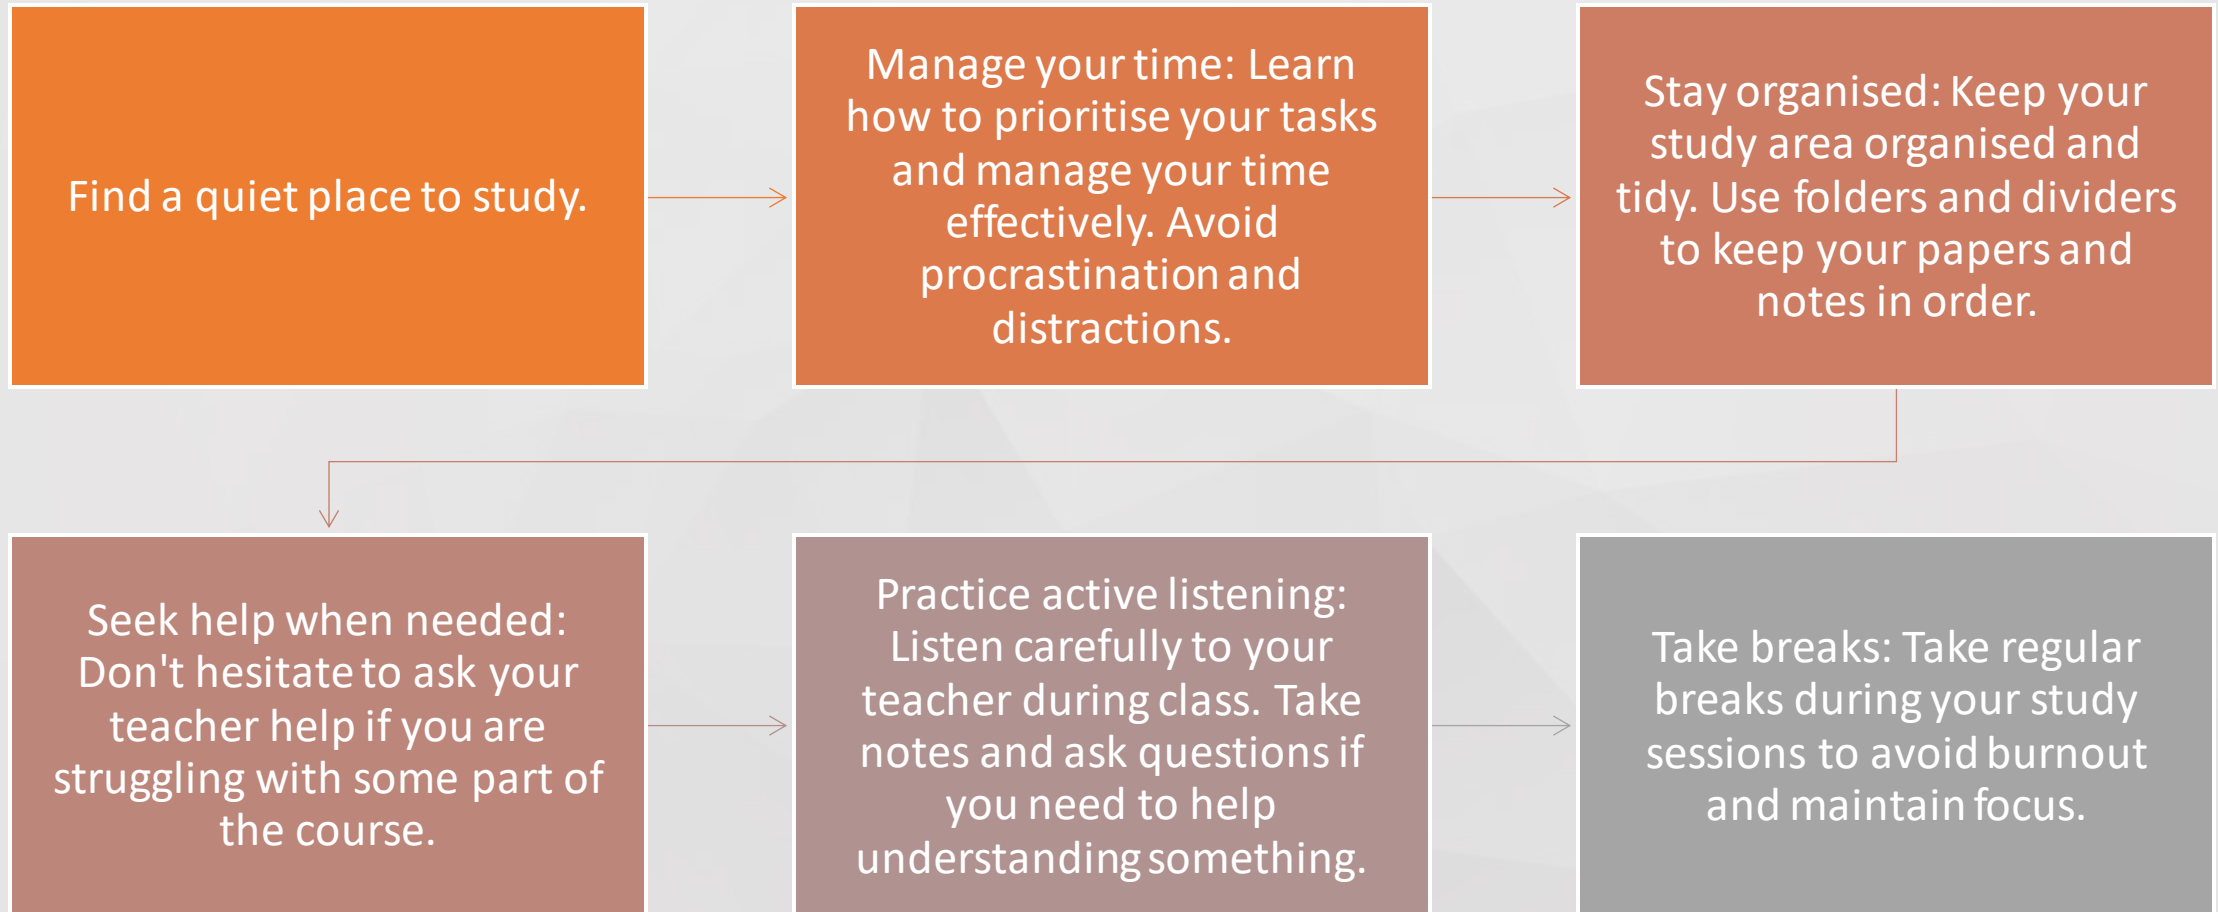 Find a quiet place to study.
Manage your time: Learn
how to prioritise your tasks
and manage your time
effectively. Avoid
procrastination and
distractions.
Stay organised: Keep your
study area organised and
tidy. Use folders and dividers
to keep your papers and
notes in order.
Seek help when needed:
Don't hesitate to ask your
teacher help if you are
struggling with some part of
the course.
Practice active listening:
Listen carefully to your
teacher during class. Take
notes and ask questions if
you need to help
understanding something.
Take breaks: Take regular
breaks during your study
sessions to avoid burnout
and maintain focus.